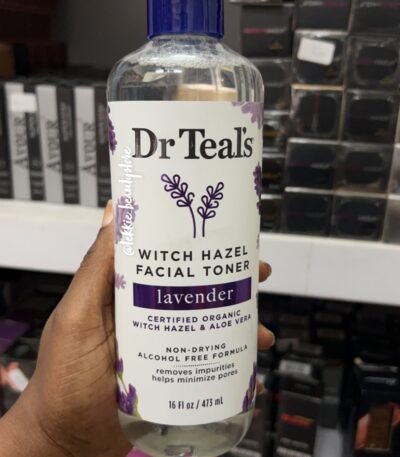 Dr Teal's
WITCH HAZEL
FACIAL TONER
lavender
CERTIFIED ORGANIC
WITCH HAZEL & ALOE VERA
NON-DRYING
ALCOHOL FREE FORMULA
removes impurities
helps minimize pores
16 Fl oz / 473 mL
AYOUR